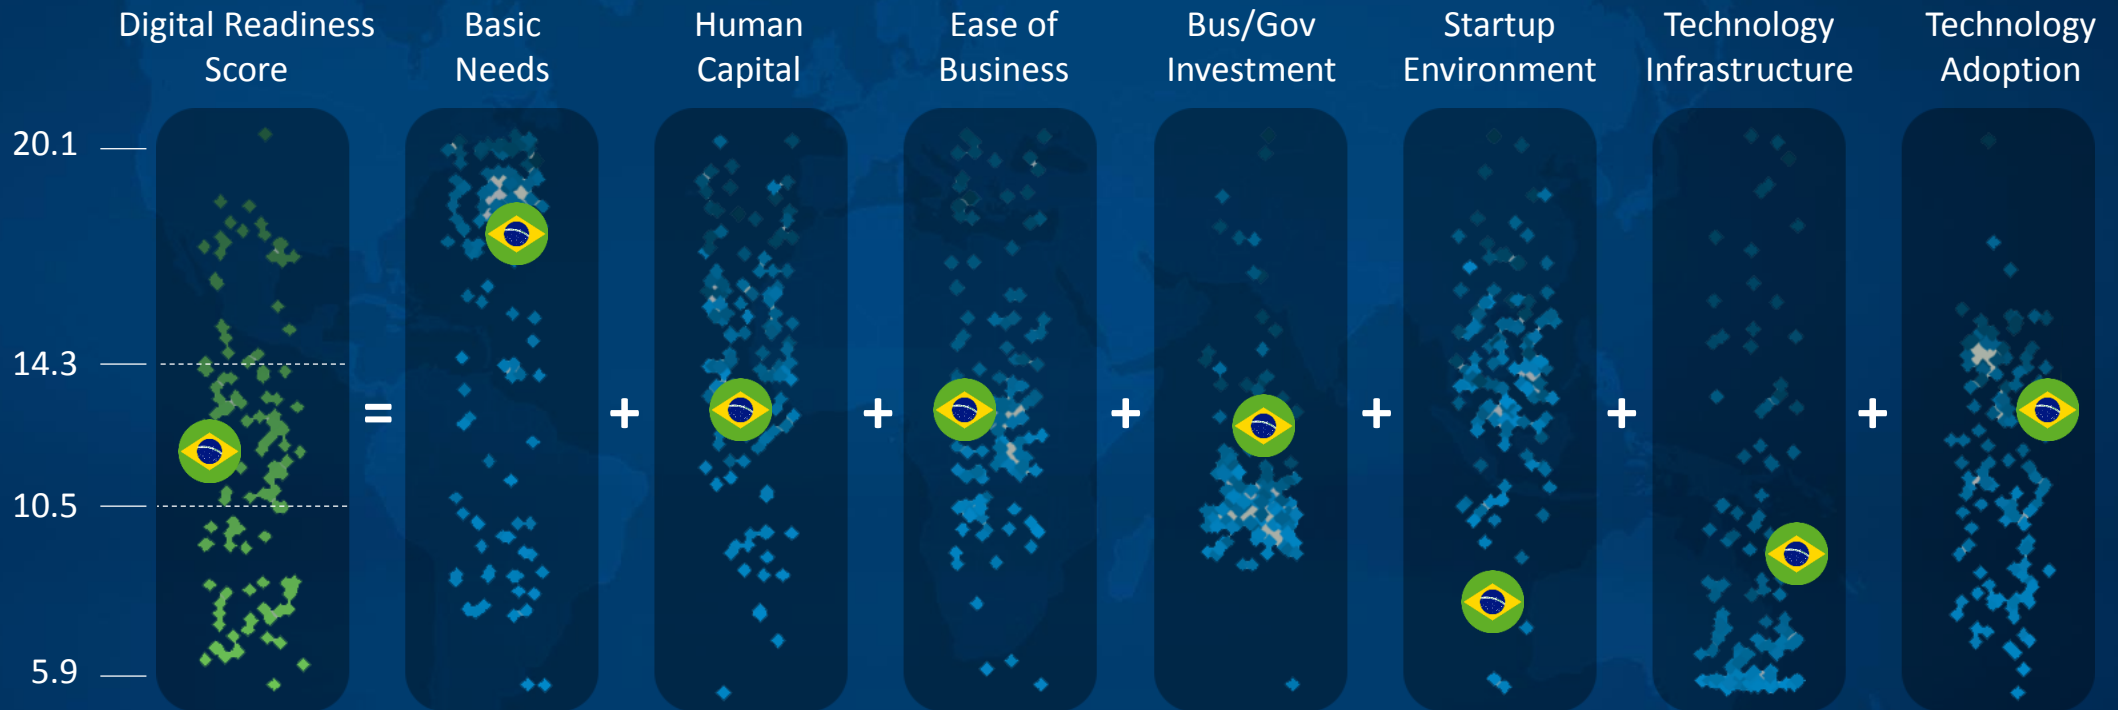 Digital Readiness
Score
Basic
Needs
Human
Capital
Ease of
Business
Bus/Gov
Investment
Startup
Environment
Technology
Infrastructure
Technology
Adoption
20.1
14.3
10.5
5.9
=
+
+
+
+
+
+